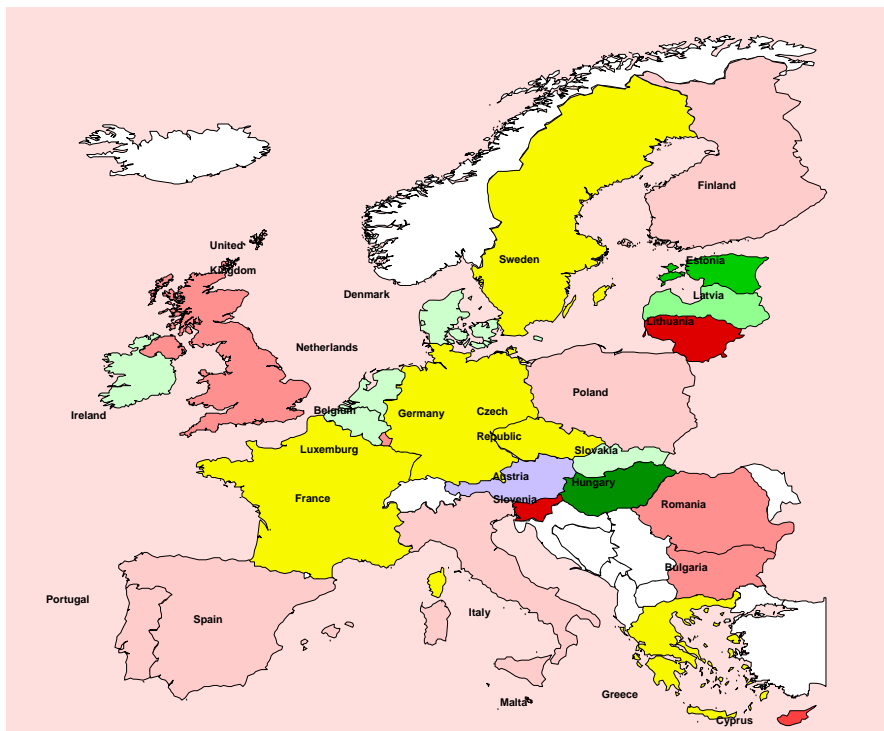 Finland
United
Kingdom
Sweden
Estonia
Denmark
Latvia
Lithuania
Netherlands
Poland
Ireland
Belgium
Germany
Czech
Republic
Luxemburg
Slovakia
Austria
Hungary
France
Slovenia
Romania
Bulgaria
Portugal
Spain
Italy
Greece
Malta
Cyprus